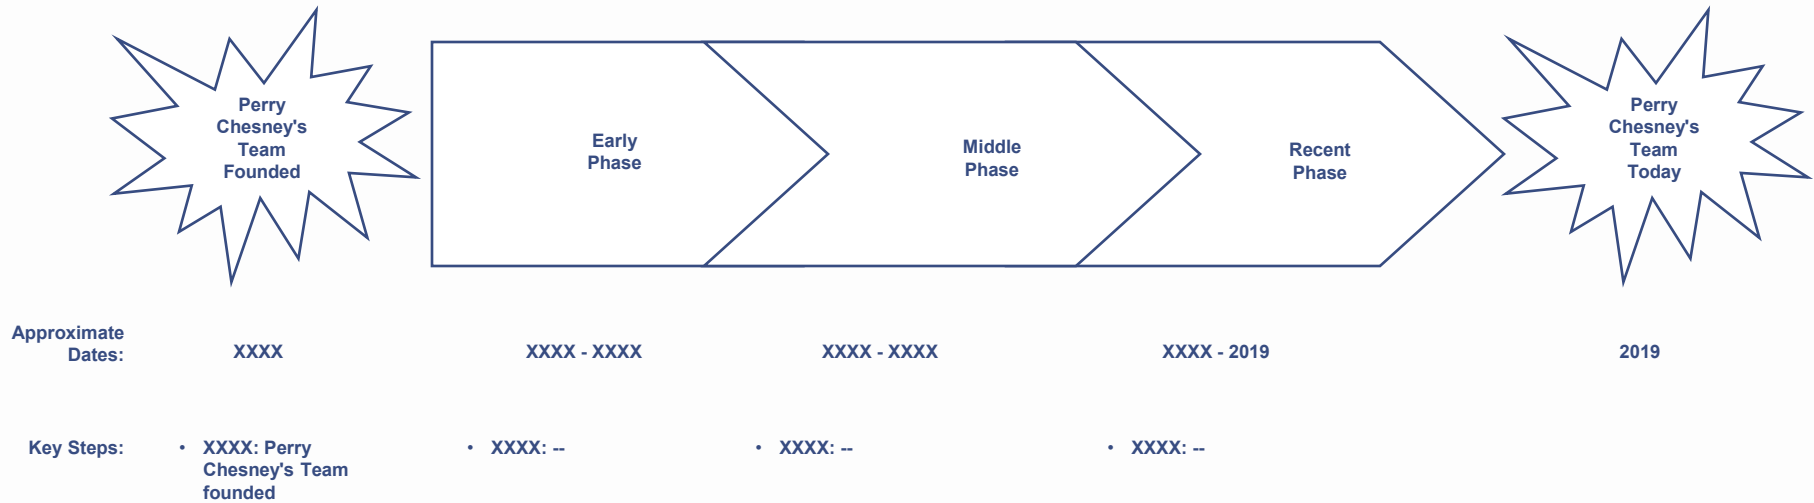 Perry
Chesney's
Team
Founded
Early
Phase
Middle
Phase
Recent
Phase
Perry
Chesney's
Team
Today
Approximate
Dates:
XXXX
XXXX - XXXX
XXXX - XXXX
XXXX - 2019
2019
Key Steps:
• XXXX: Perry
Chesney's Team
founded
• XXXX: --
• XXXX: --
• XXXX: --